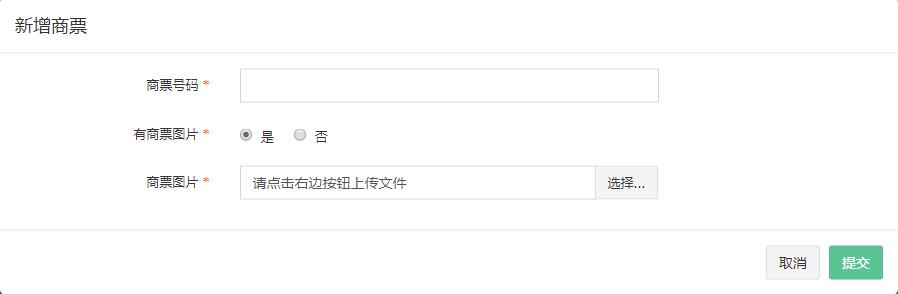 新增商票
商票号码 *
有商票图片 * 是 否
商票图片 * 请点击右边按钮上传文件 选择...
取消 提交